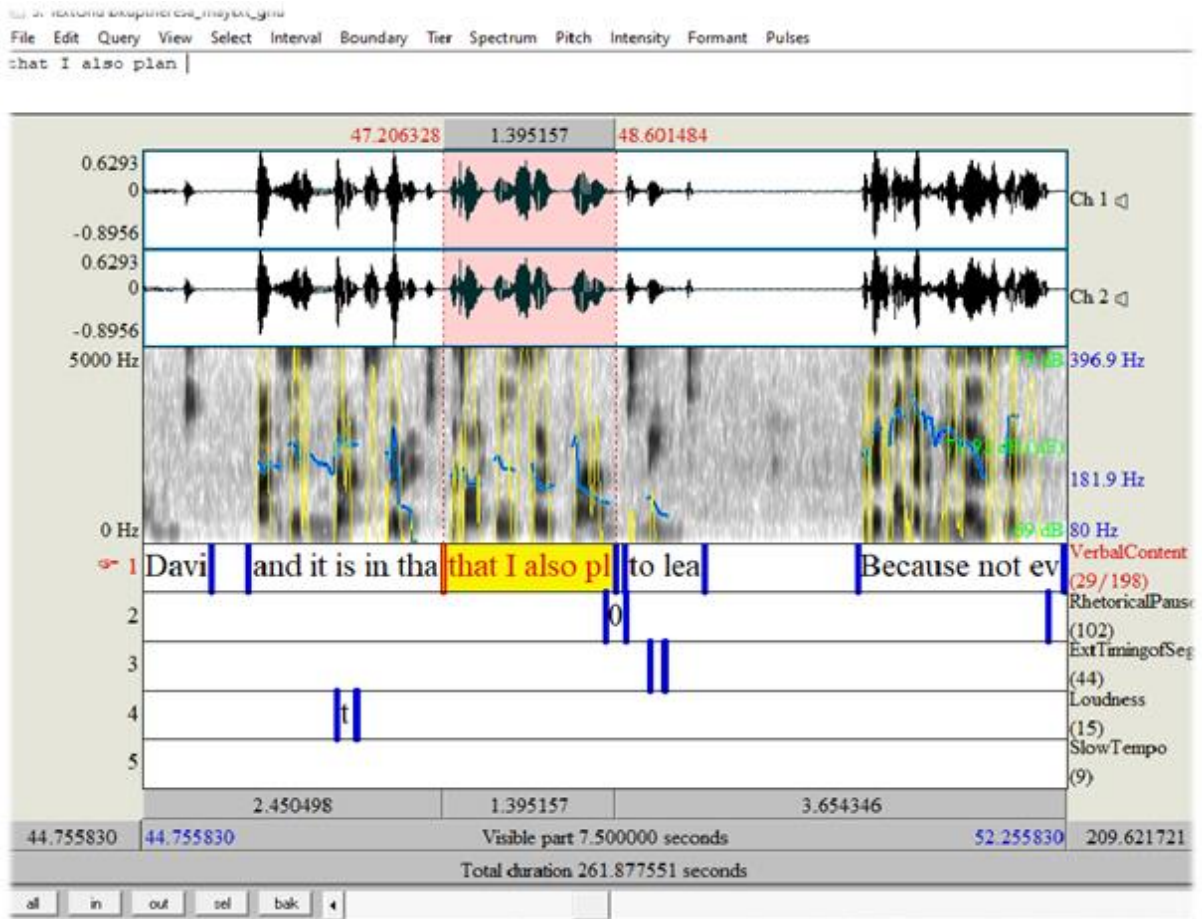 File Edit Query View Select Interval Boundary Tier Spectrum Pitch Intensity Formant Pulses
that I also plan
47.206328 1.395157 48.601484
0.6293
0
-0.8956
Ch 1
0.6293
0
-0.8956
Ch 2
5000 Hz
396.9 Hz
181.9 Hz
0 Hz
80 Hz
1 Davi and it is in tha that I also pl to lea Because not ev VerbalContent
(29/198)
2 0 RhetoricalPause
(102)
3 ExtTimingofSeg
(44)
4 t Loudness
(15)
5 SlowTempo
(9)
2.450498 1.395157 3.654346
44.755830 44.755830 Visible part 7.500000 seconds 52.255830 209.621721
Total duration 261.877551 seconds
all in out sel bak